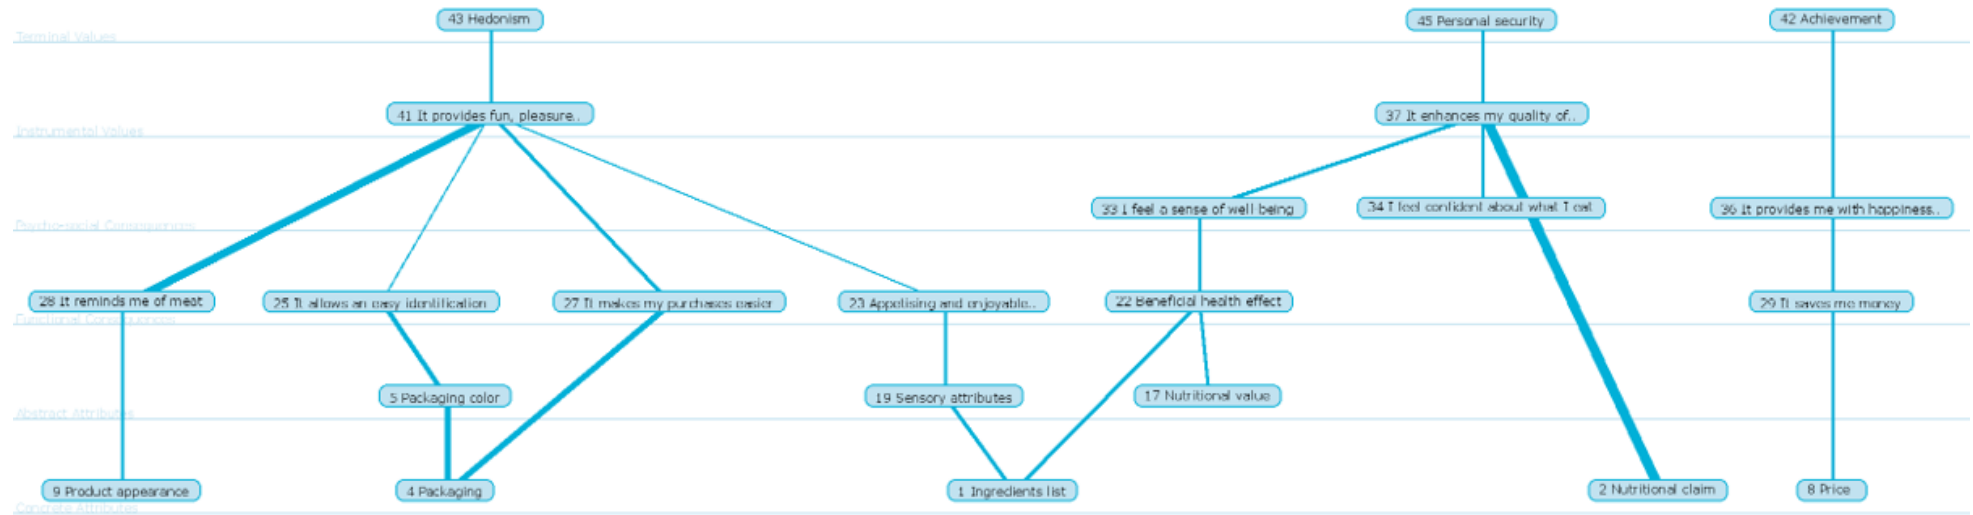 43 Hedonism
45 Personal security
42 Achievement
Terminal Values
41 It provides fun, pleasure..
37 It enhances my quality of..
Instrumental Values
33 I feel a sense of well being
34 I feel confident about what I eat
36 It provides me with happiness..
Psycho-social Consequences
28 It reminds me of meat
25 It allows an easy identification
27 It makes my purchases easier
23 Appetising and enjoyable..
22 Beneficial health effect
29 It saves me money
Functional Consequences
5 Packaging color
19 Sensory attributes
17 Nutritional value
Abstract Attributes
9 Product appearance
4 Packaging
1 Ingredients list
2 Nutritional claim
8 Price
Concrete Attributes